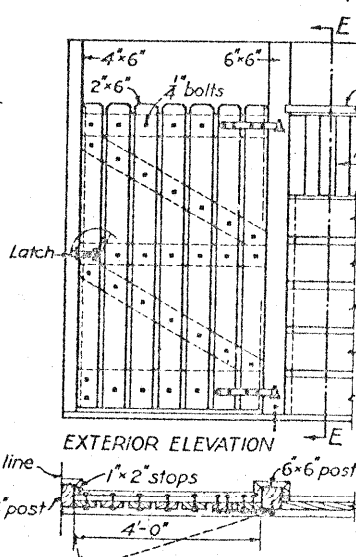 E
4"×6"
6"×6"
2"×6"
1/4" bolts
Latch
E
EXTERIOR ELEVATION
line
1"×2" stops
6"×6" post
" post
4'-0"